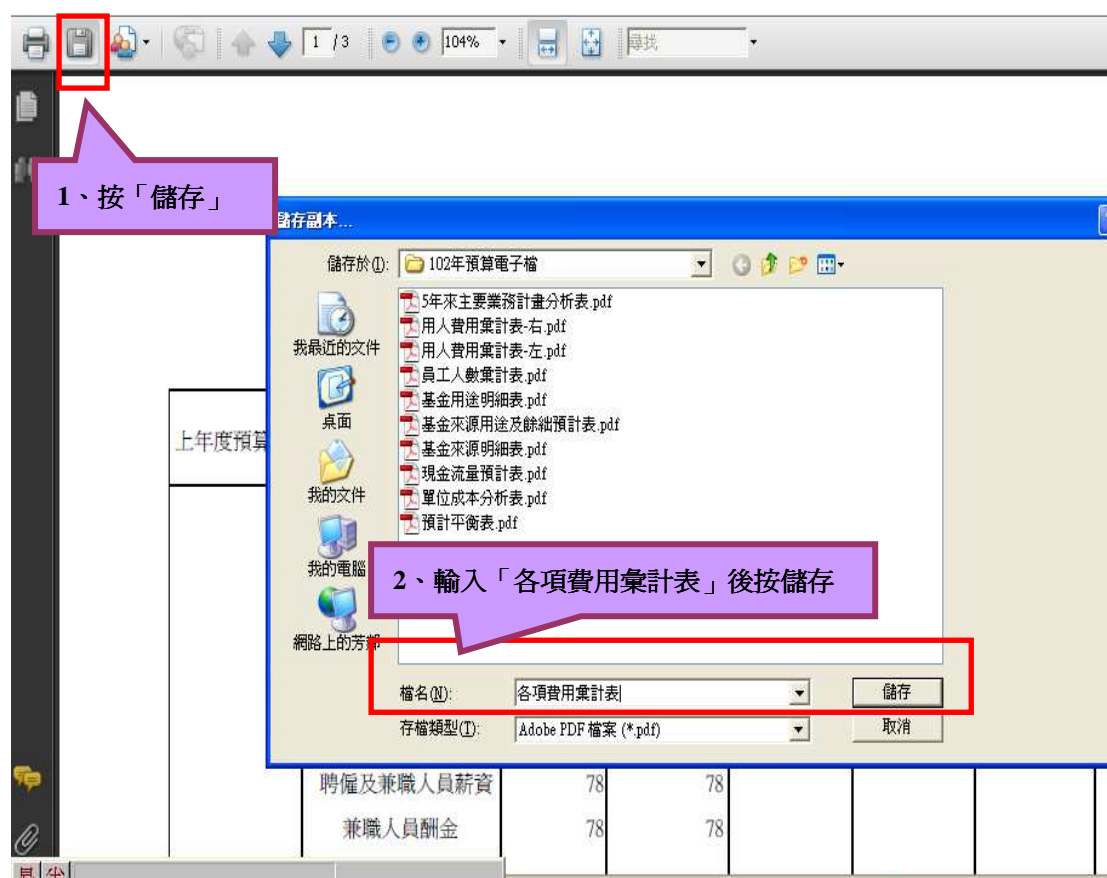 1 / 3 104% 尋找
1、按「儲存」
儲存副本...
儲存於(I): 102年預算電子檔
5年來主要業務計畫分析表.pdf
用人費用彙計表-右.pdf
用人費用彙計表-左.pdf
員工人數彙計表.pdf
基金用途明細表.pdf
基金來源用途及餘絀預計表.pdf
基金來源明細表.pdf
現金流量預計表.pdf
單位成本分析表.pdf
預計平衡表.pdf
我最近的文件
桌面
我的文件
我的電腦
網路上的芳鄰
上年度預算
2、輸入「各項費用彙計表」後按儲存
檔名(N): 各項費用彙計表 儲存
存檔類型(T): Adobe PDF 檔案 (*.pdf) 取消
聘僱及兼職人員薪資 78 78
兼職人員酬金 78 78